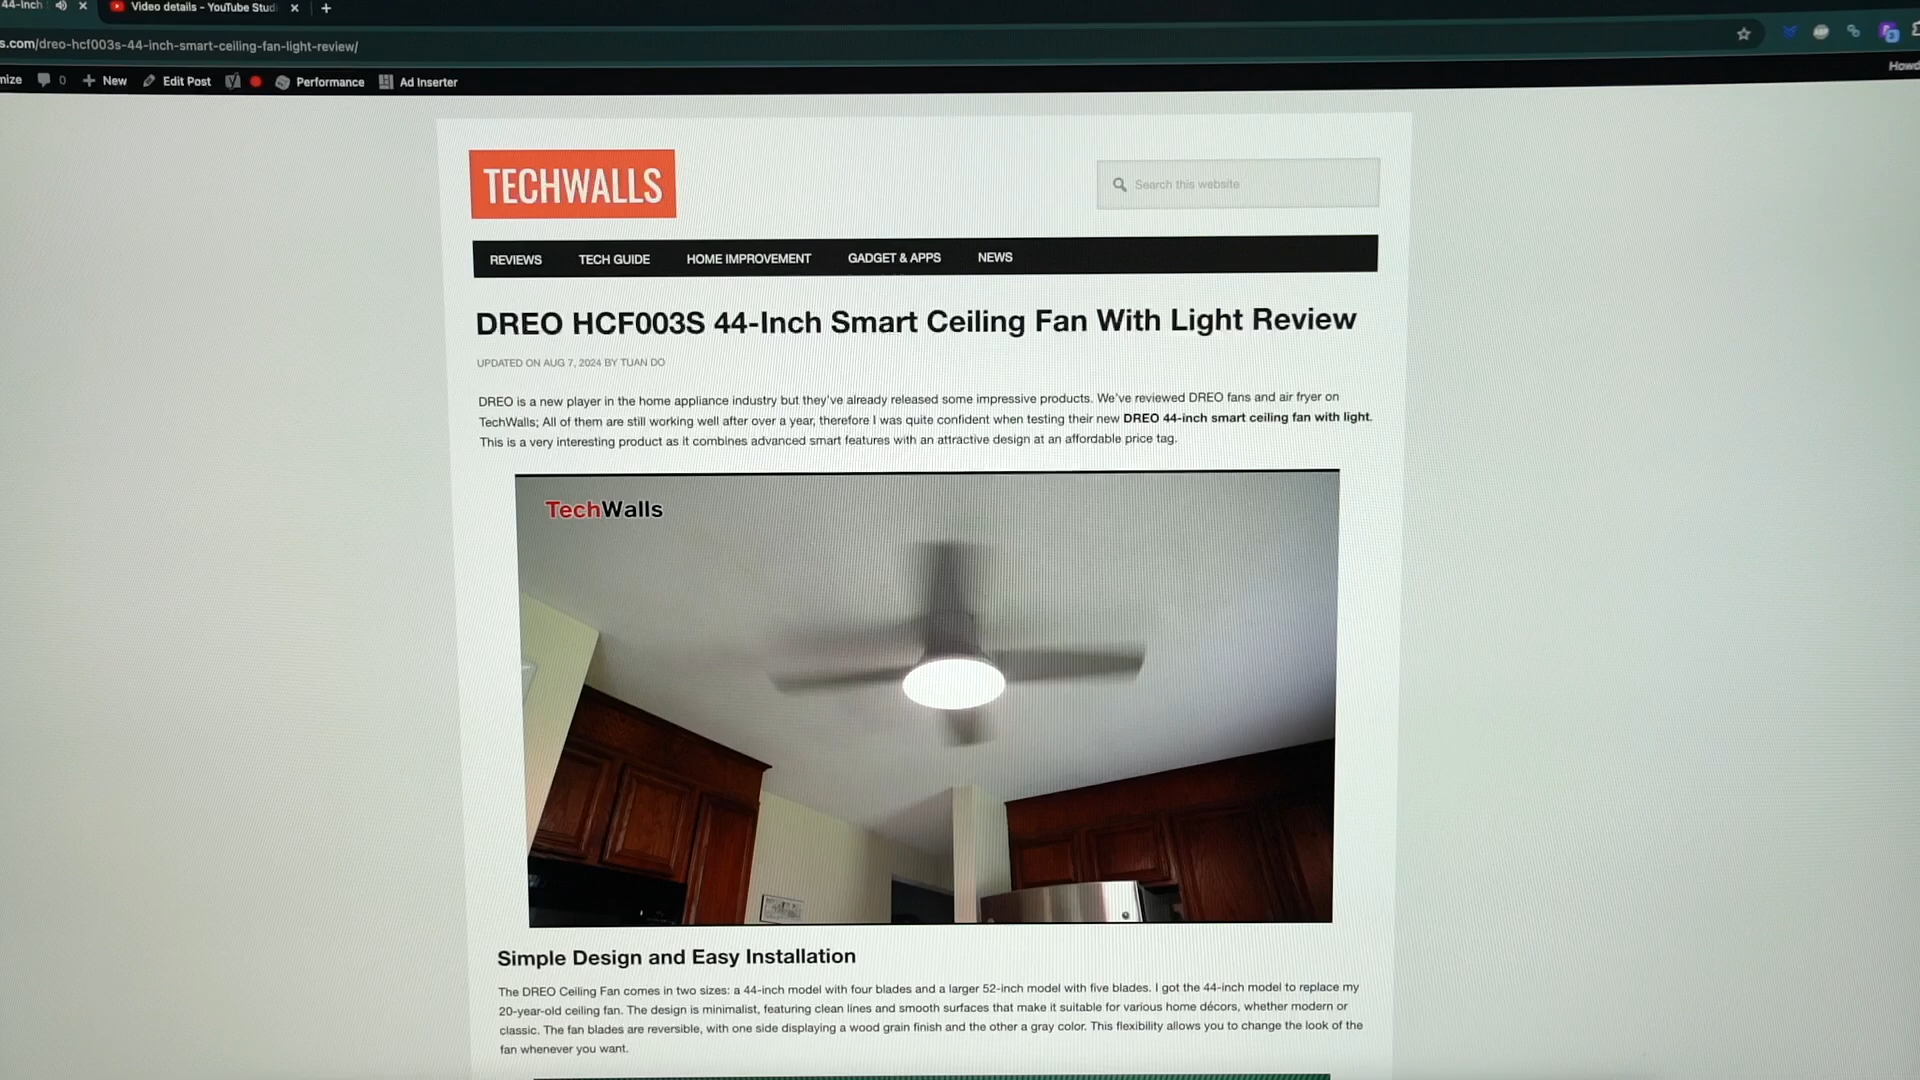 44-Inch
Video details - YouTube Stud
s.com/dreo-hcf003s-44-inch-smart-ceiling-fan-light-review/
0 New Edit Post Performance Ad Inserter
TECHWALLS
Search this website
REVIEWS TECH GUIDE HOME IMPROVEMENT GADGET & APPS NEWS
DREO HCF003S 44-Inch Smart Ceiling Fan With Light Review
UPDATED ON AUG 7, 2024 BY TUAN DO
DREO is a new player in the home appliance industry but they've already released some impressive products. We've reviewed DREO fans and air fryer on
TechWalls; All of them are still working well after over a year, therefore I was quite confident when testing their new DREO 44-inch smart ceiling fan with light.
This is a very interesting product as it combines advanced smart features with an attractive design at an affordable price tag.
TechWalls
Simple Design and Easy Installation
The DREO Ceiling Fan comes in two sizes: a 44-inch model with four blades and a larger 52-inch model with five blades. I got the 44-inch model to replace my
20-year-old ceiling fan. The design is minimalist, featuring clean lines and smooth surfaces that make it suitable for various home décors, whether modern or
classic. The fan blades are reversible, with one side displaying a wood grain finish and the other a gray color. This flexibility allows you to change the look of the
fan whenever you want.